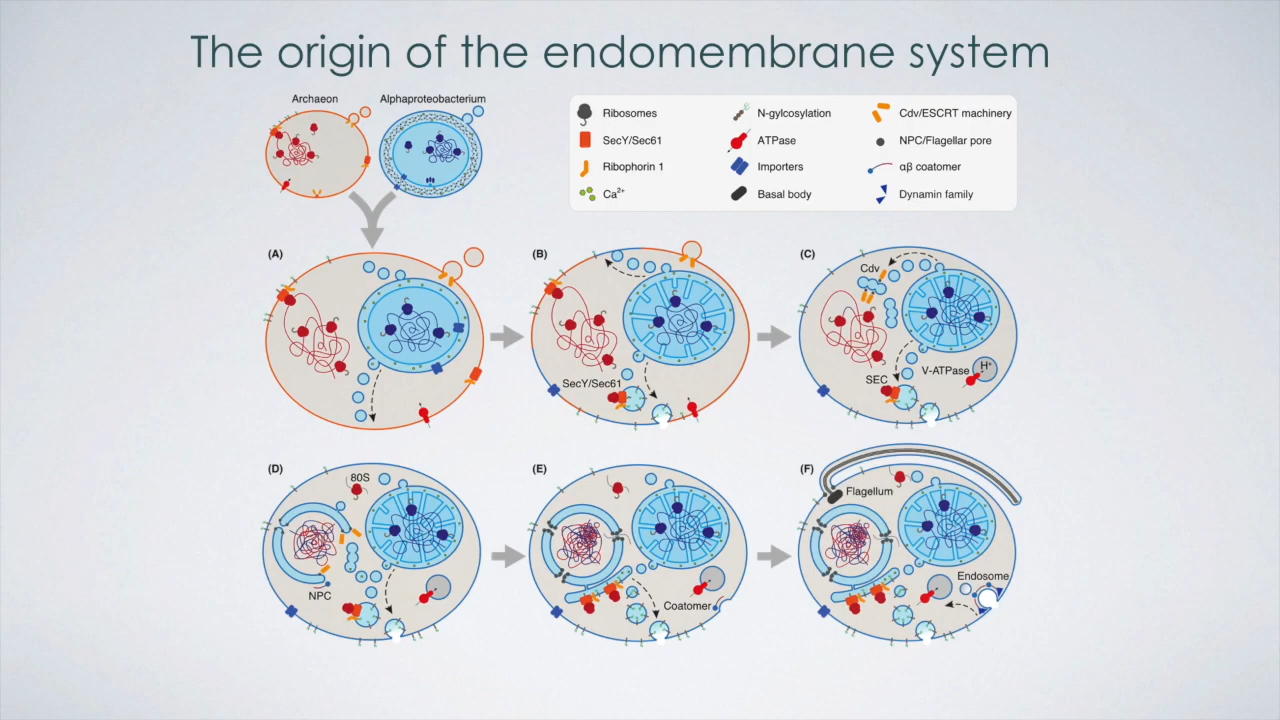 The origin of the endomembrane system
Archaeon
Alphaproteobacterium
Ribosomes
SecY/Sec61
Ribophorin 1
Ca2+
N-gylcosylation
ATPase
Importers
Basal body
Cdv/ESCRT machinery
NPC/Flagellar pore
αβ coatomer
Dynamin family
(A)
(B)
SecY/Sec61
(C)
Cdv
SEC
V-ATPase
H+
(D)
80S
NPC
(E)
Coatomer
(F)
Flagellum
Endosome